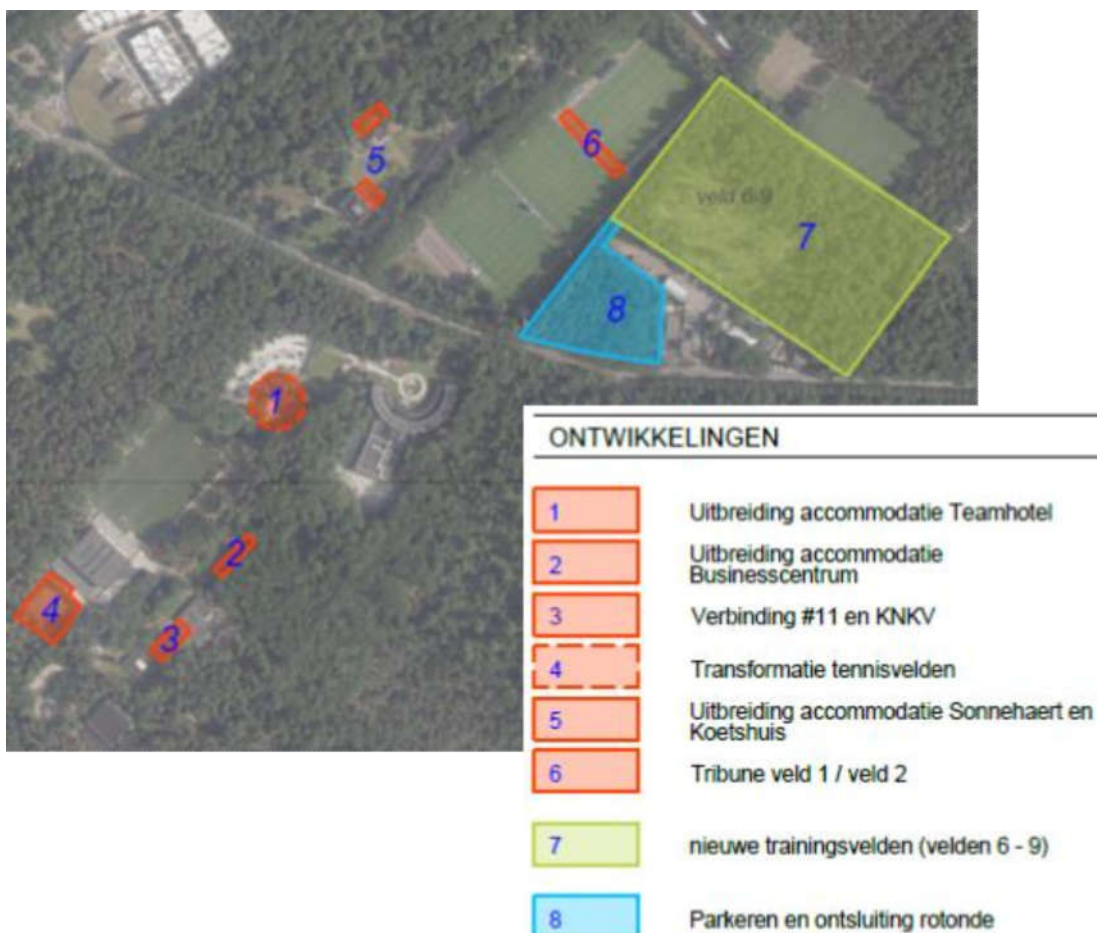 5
6
veld 6-9
7
8
1
2
4
3
ONTWIKKELINGEN
1 Uitbreiding accommodatie Teamhotel
2 Uitbreiding accommodatie
Businesscentrum
3 Verbinding #11 en KNKV
4 Transformatie tennisvelden
5 Uitbreiding accommodatie Sonnehaert en
Koetshuis
6 Tribune veld 1 / veld 2
7 nieuwe trainingsvelden (velden 6 - 9)
8 Parkeren en ontsluiting rotonde